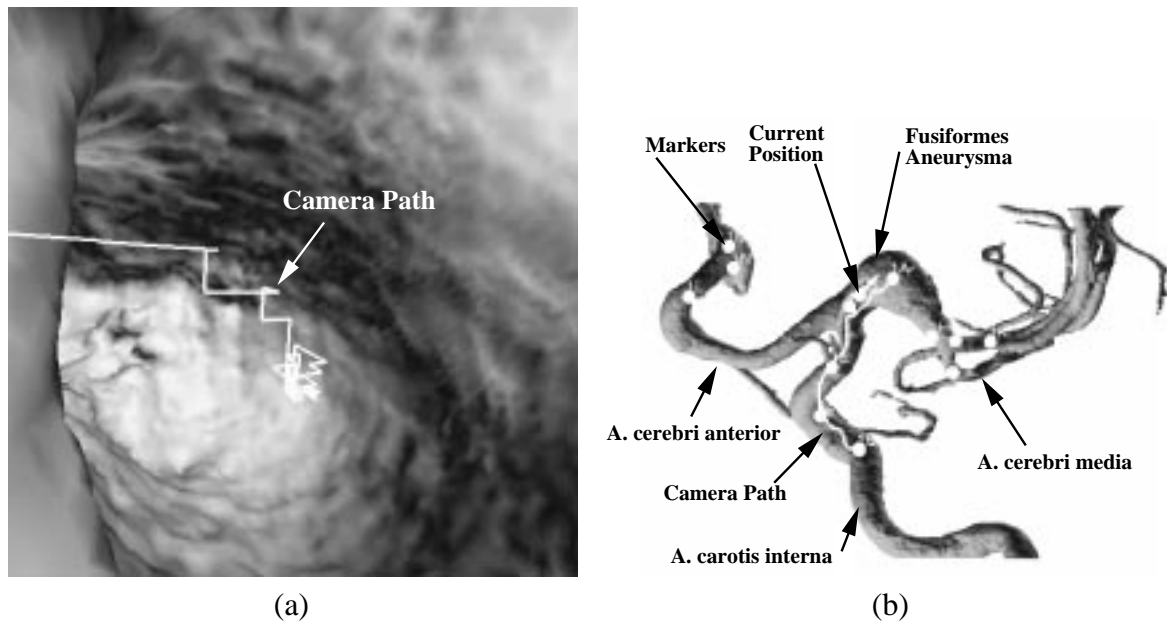 Camera Path
(a)
Markers
Current
Position
Fusiformes
Aneurysma
A. cerebri anterior
A. cerebri media
Camera Path
A. carotis interna
(b)